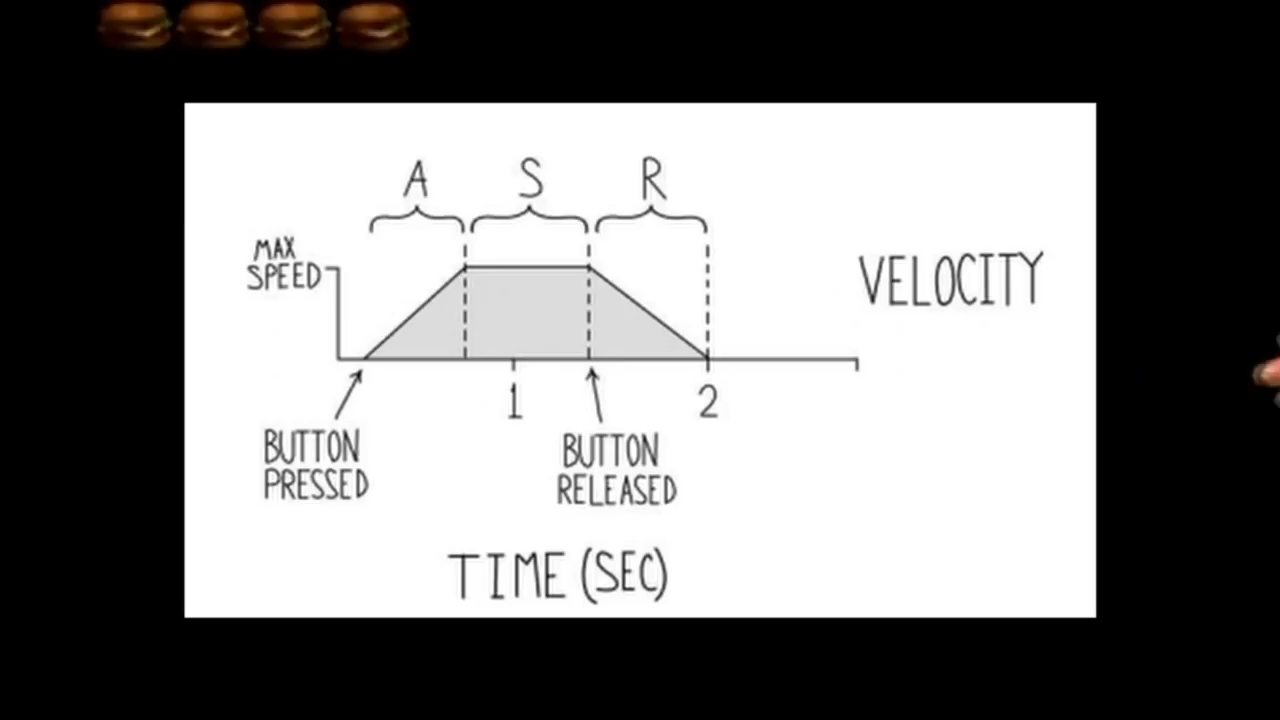 A S R
MAX
SPEED
VELOCITY
1 2
BUTTON
PRESSED
BUTTON
RELEASED
TIME (SEC)